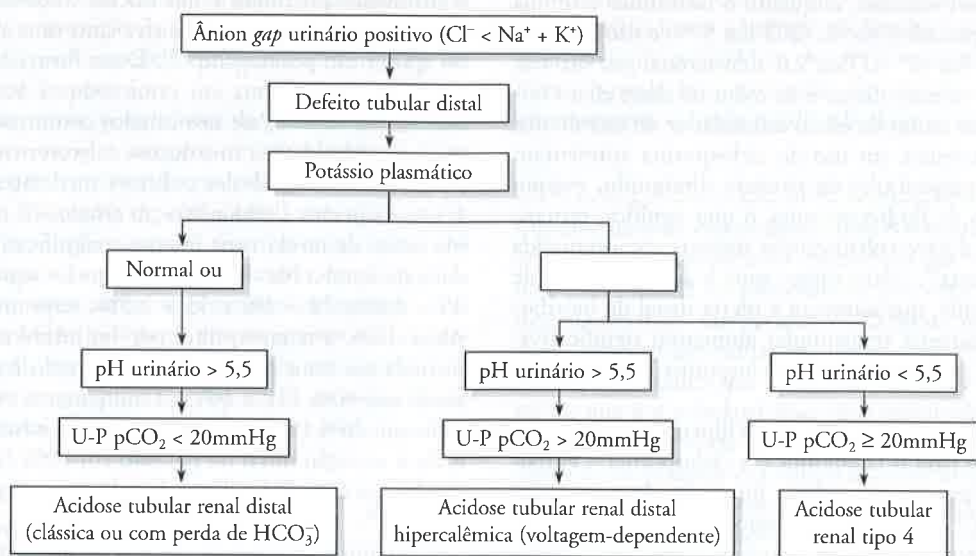 Ânion gap urinário positivo (Cl⁻ < Na⁺ + K⁺)
Defeito tubular distal
Potássio plasmático
Normal ou
pH urinário > 5,5
pH urinário > 5,5
pH urinário < 5,5
U-P pCO₂ < 20mmHg
U-P pCO₂ > 20mmHg
U-P pCO₂ ≥ 20mmHg
Acidose tubular renal distal
(clássica ou com perda de HCO₃⁻)
Acidose tubular renal distal
hipercalêmica (voltagem-dependente)
Acidose tubular
renal tipo 4